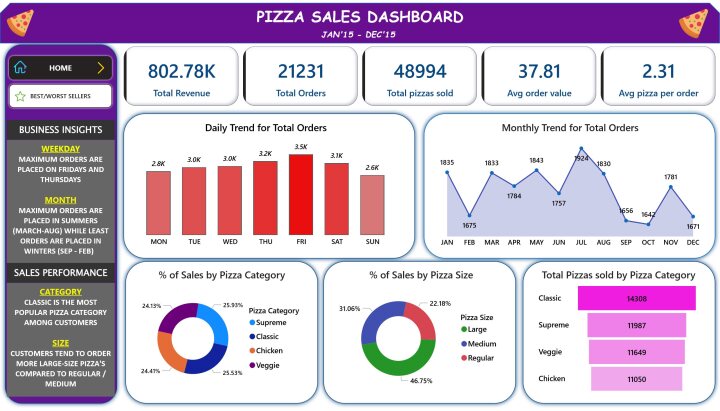 PIZZA SALES DASHBOARD
JAN'15 - DEC'15
HOME
BEST/WORST SELLERS
BUSINESS INSIGHTS
WEEKDAY
MAXIMUM ORDERS ARE
PLACED ON FRIDAYS AND
THURSDAYS
MONTH
MAXIMUM ORDERS ARE
PLACED IN SUMMERS
(MARCH-AUG) WHILE LEAST
ORDERS ARE PLACED IN
WINTERS (SEP - FEB)
SALES PERFORMANCE
CATEGORY
CLASSIC IS THE MOST
POPULAR PIZZA CATEGORY
AMONG CUSTOMERS
SIZE
CUSTOMERS TEND TO ORDER
MORE LARGE-SIZE PIZZA'S
COMPARED TO REGULAR /
MEDIUM
802.78K
Total Revenue
21231
Total Orders
48994
Total pizzas sold
37.81
Avg order value
2.31
Avg pizza per order
Daily Trend for Total Orders
2.8K 3.0K 3.0K 3.2K 3.5K 3.1K 2.6K
MON TUE WED THU FRI SAT SUN
Monthly Trend for Total Orders
1835 1675 1833 1784 1843 1757 1924 1830 1656 1642 1781 1671
JAN FEB MAR APR MAY JUN JUL AUG SEP OCT NOV DEC
% of Sales by Pizza Category
24.13% 25.93%
24.41% 25.53%
Pizza Category
Supreme
Classic
Chicken
Veggie
% of Sales by Pizza Size
31.06% 22.18%
46.75%
Pizza Size
Large
Medium
Regular
Total Pizzas sold by Pizza Category
Classic 14308
Supreme 11987
Veggie 11649
Chicken 11050